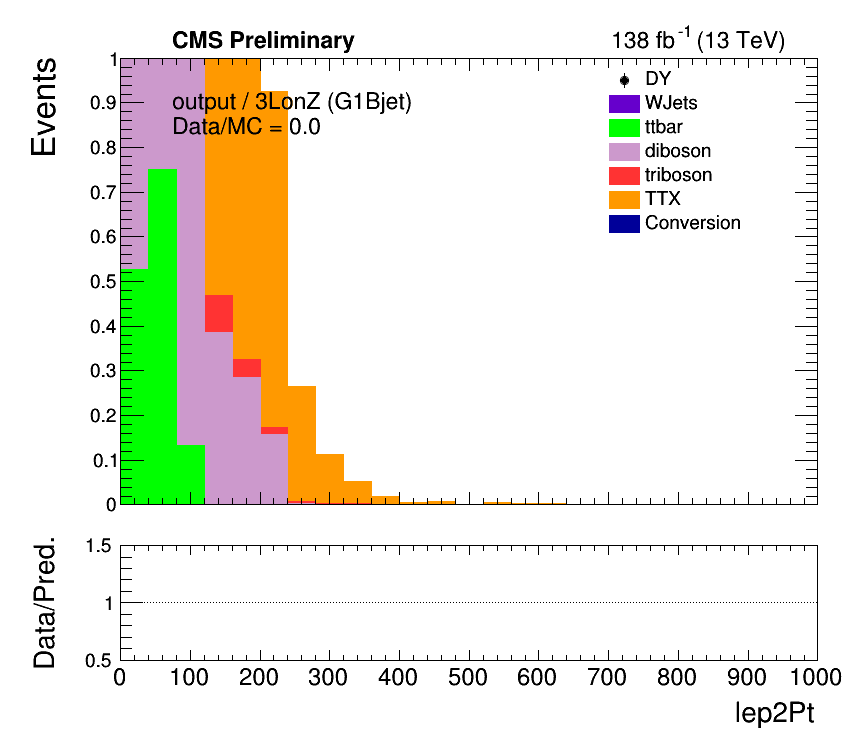 CMS Preliminary
138 fb-1 (13 TeV)
Events
output / 3LonZ (G1Bjet)
Data/MC = 0.0
DY
WJets
ttbar
diboson
triboson
TTX
Conversion
1
0.9
0.8
0.7
0.6
0.5
0.4
0.3
0.2
0.1
0
Data/Pred.
1.5
1
0.5
0 100 200 300 400 500 600 700 800 900 1000
lep2Pt